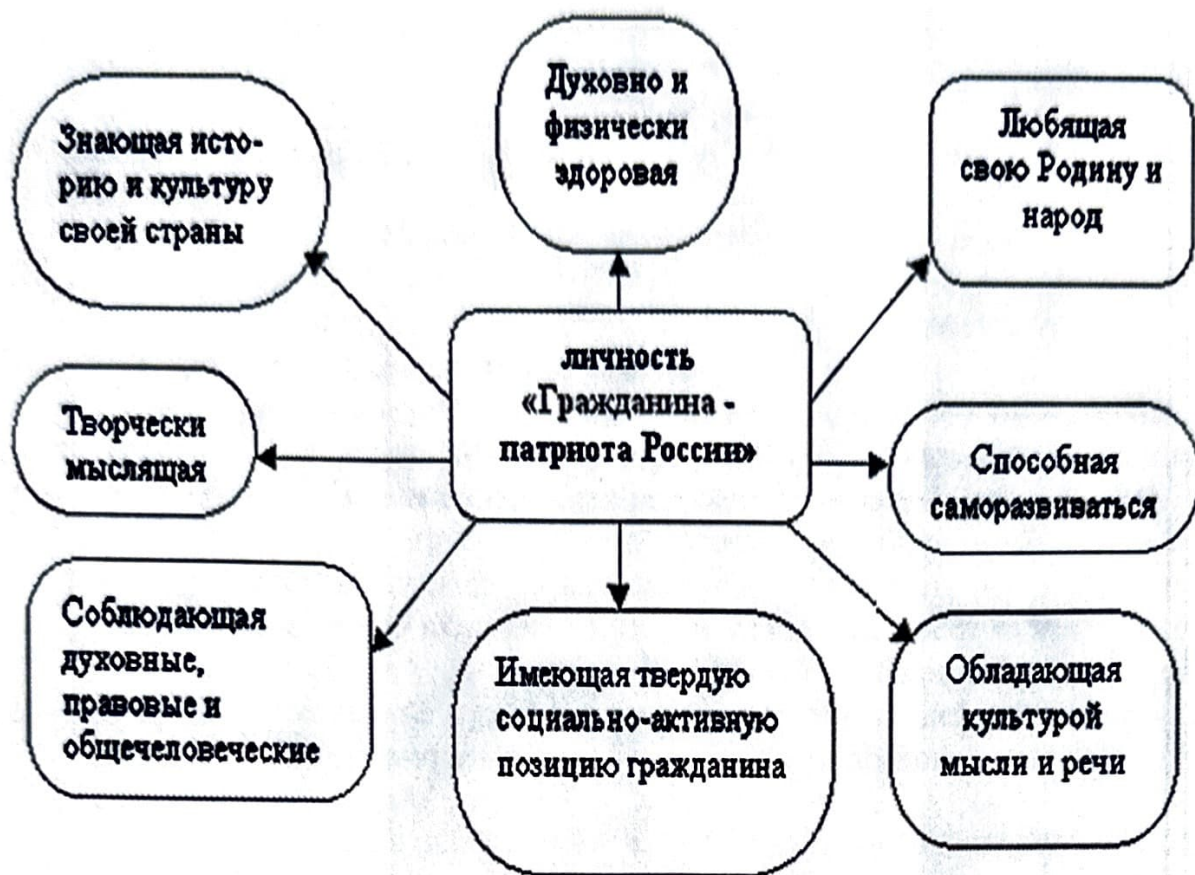 Духовно и
физически
здоровая
Знающая исто-
рию и культуру
своей страны
Любящая
свою Родину и
народ
личность
«Гражданина -
патриота России»
Творчески
мыслящая
Способная
саморазвиваться
Соблюдающая
духовные,
правовые и
общечеловеческие
Имеющая твердую
социально-активную
позицию гражданина
Обладающая
культурой
мысли и речи